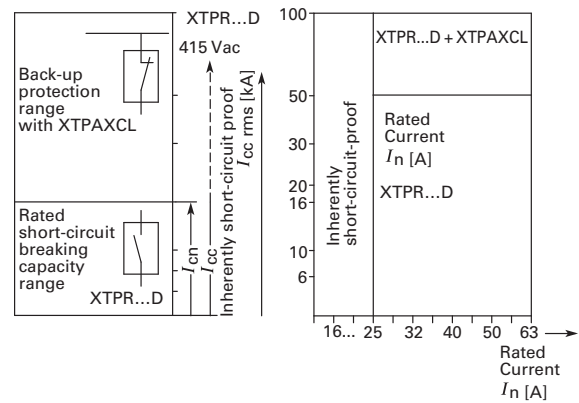 XTPR...D
415 Vac
Back-up
protection
range
with XTPAXCL
Rated
short-circuit
breaking
capacity
range
XTPR...D
Icn
Icc
Inherently short-circuit proof
Icc rms [kA]
100
50
30
20
16
10
6
Inherently
short-circuit-proof
XTPR...D + XTPAXCL
Rated
Current
In [A]
XTPR...D
16... 25 32 40 50 63
Rated
Current
In [A]